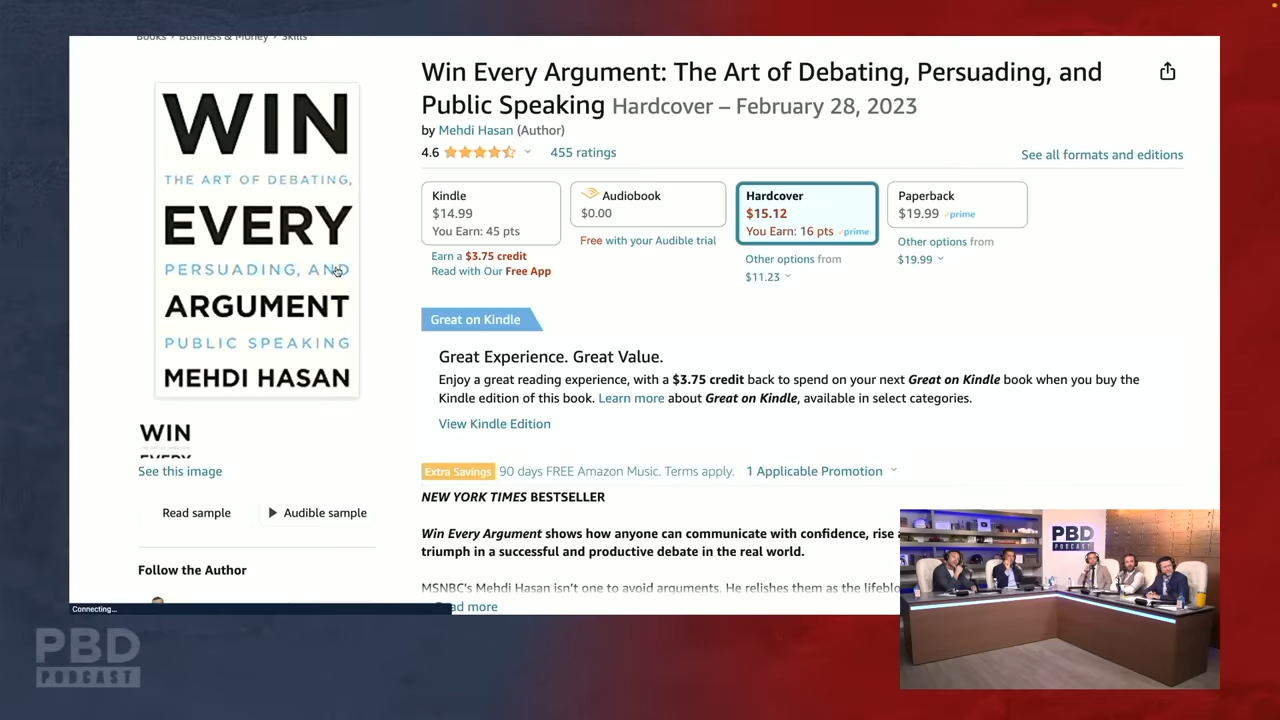 Books › Business & Money › Skills
WIN
THE ART OF DEBATING,
EVERY
PERSUADING, AND
ARGUMENT
PUBLIC SPEAKING
MEHDI HASAN
WIN
EVERY
See this image
Read sample
Audible sample
Follow the Author
Win Every Argument: The Art of Debating, Persuading, and
Public Speaking Hardcover – February 28, 2023
by Mehdi Hasan (Author)
4.6 455 ratings
See all formats and editions
Kindle
$14.99
You Earn: 45 pts
Earn a $3.75 credit
Read with Our Free App
Audiobook
$0.00
Free with your Audible trial
Hardcover
$15.12
You Earn: 16 pts prime
Other options from
$11.23
Paperback
$19.99 prime
Other options from
$19.99
Great on Kindle
Great Experience. Great Value.
Enjoy a great reading experience, with a $3.75 credit back to spend on your next Great on Kindle book when you buy the
Kindle edition of this book. Learn more about Great on Kindle, available in select categories.
View Kindle Edition
Extra Savings 90 days FREE Amazon Music. Terms apply. 1 Applicable Promotion
NEW YORK TIMES BESTSELLER
Win Every Argument shows how anyone can communicate with confidence, rise
triumph in a successful and productive debate in the real world.
MSNBC's Mehdi Hasan isn't one to avoid arguments. He relishes them as the
Read more
Connecting...
PBD
PODCAST
PBD
PODCAST